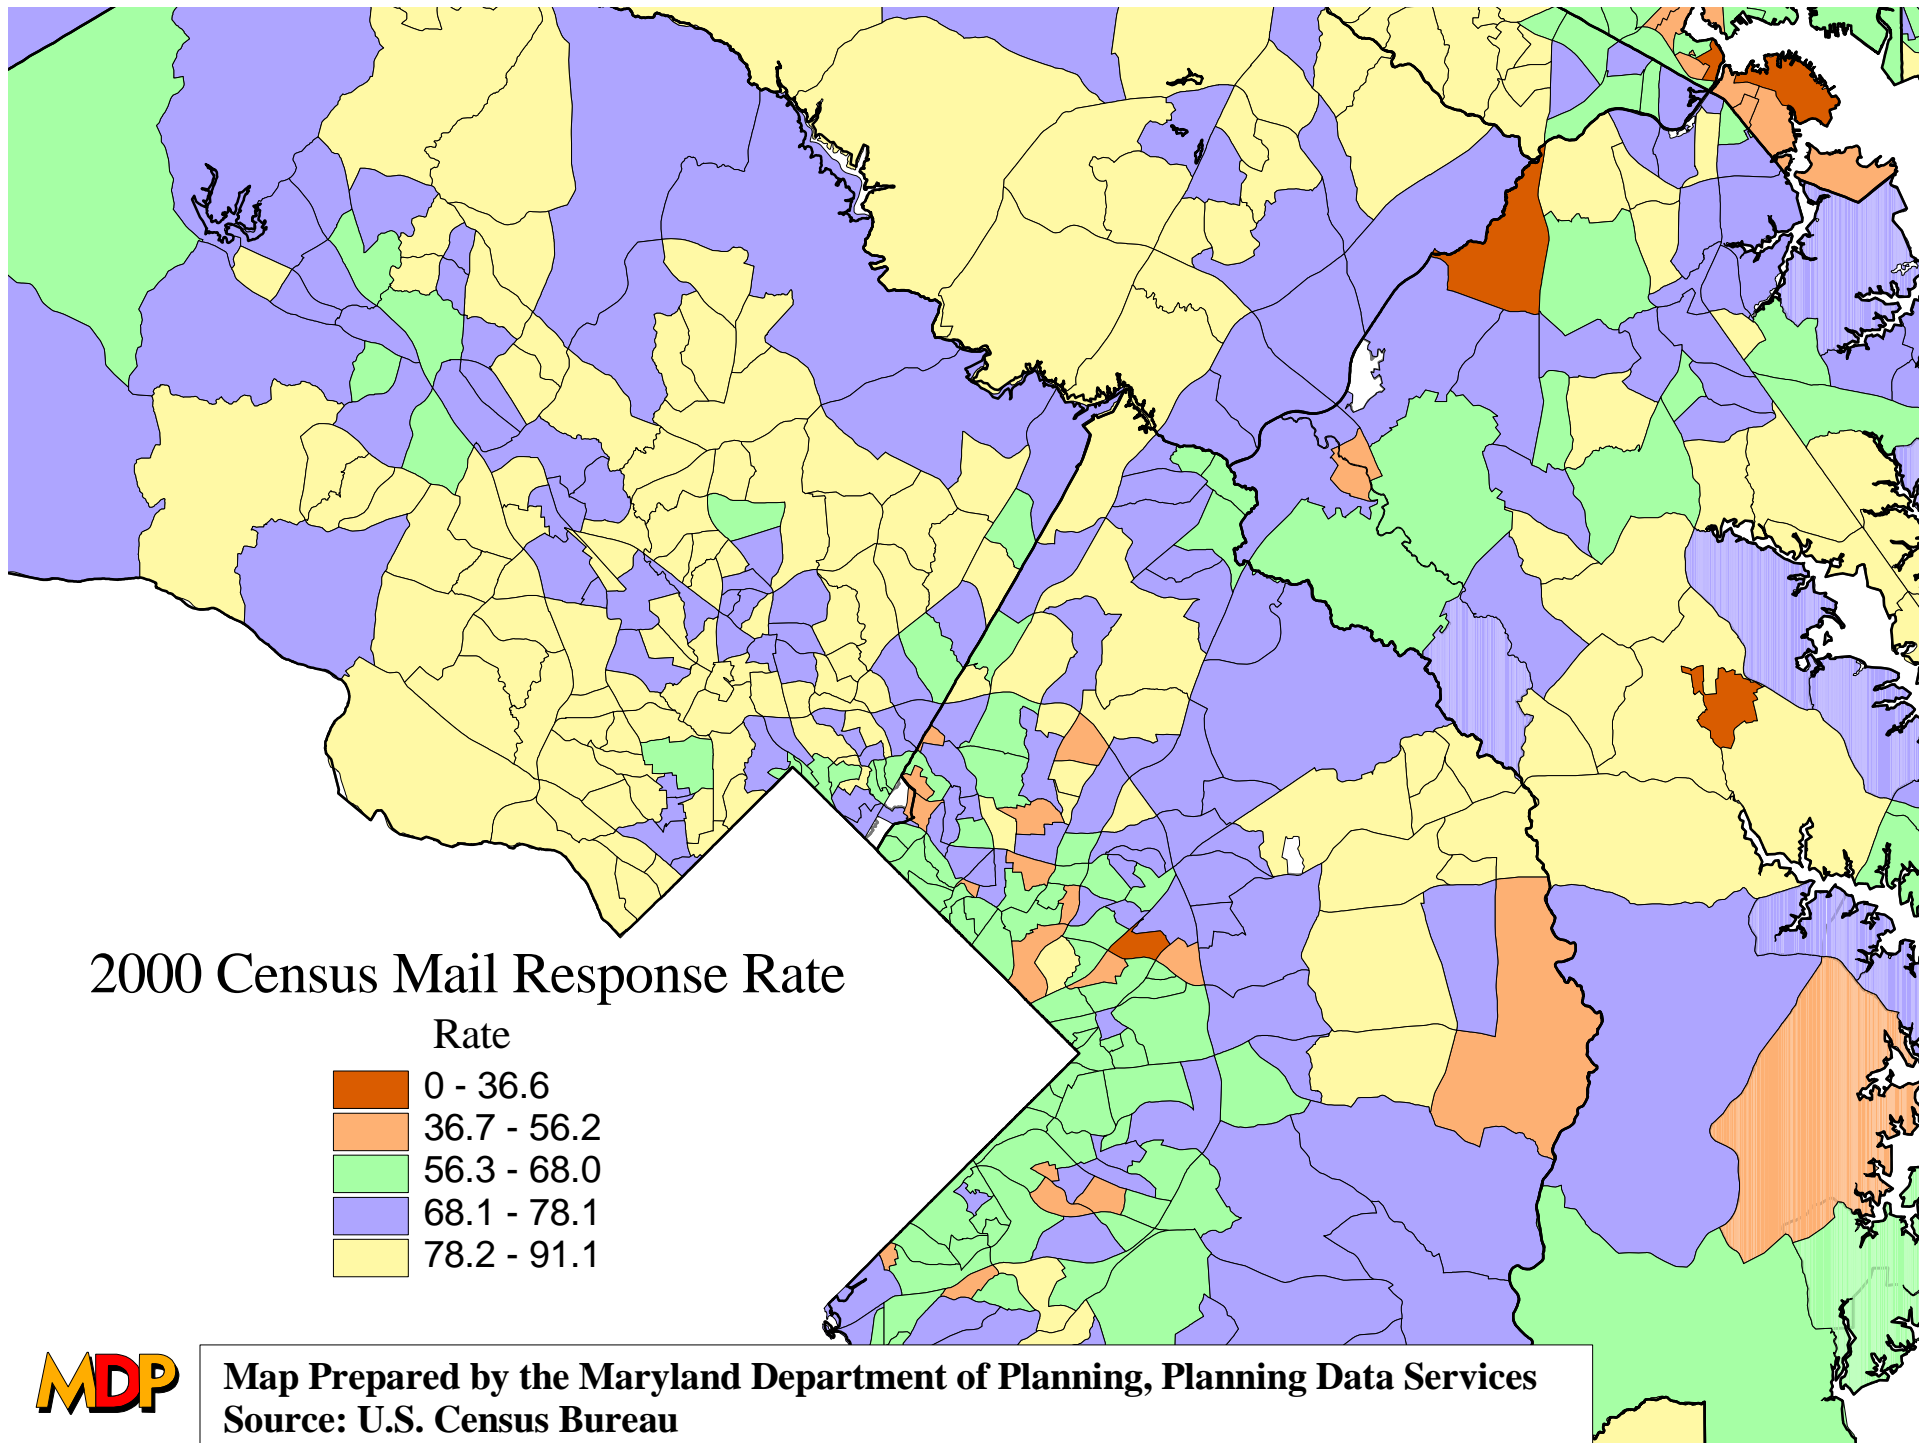 2000 Census Mail Response Rate
Rate
0 - 36.6
36.7 - 56.2
56.3 - 68.0
68.1 - 78.1
78.2 - 91.1
MDP
Map Prepared by the Maryland Department of Planning, Planning Data Services
Source: U.S. Census Bureau